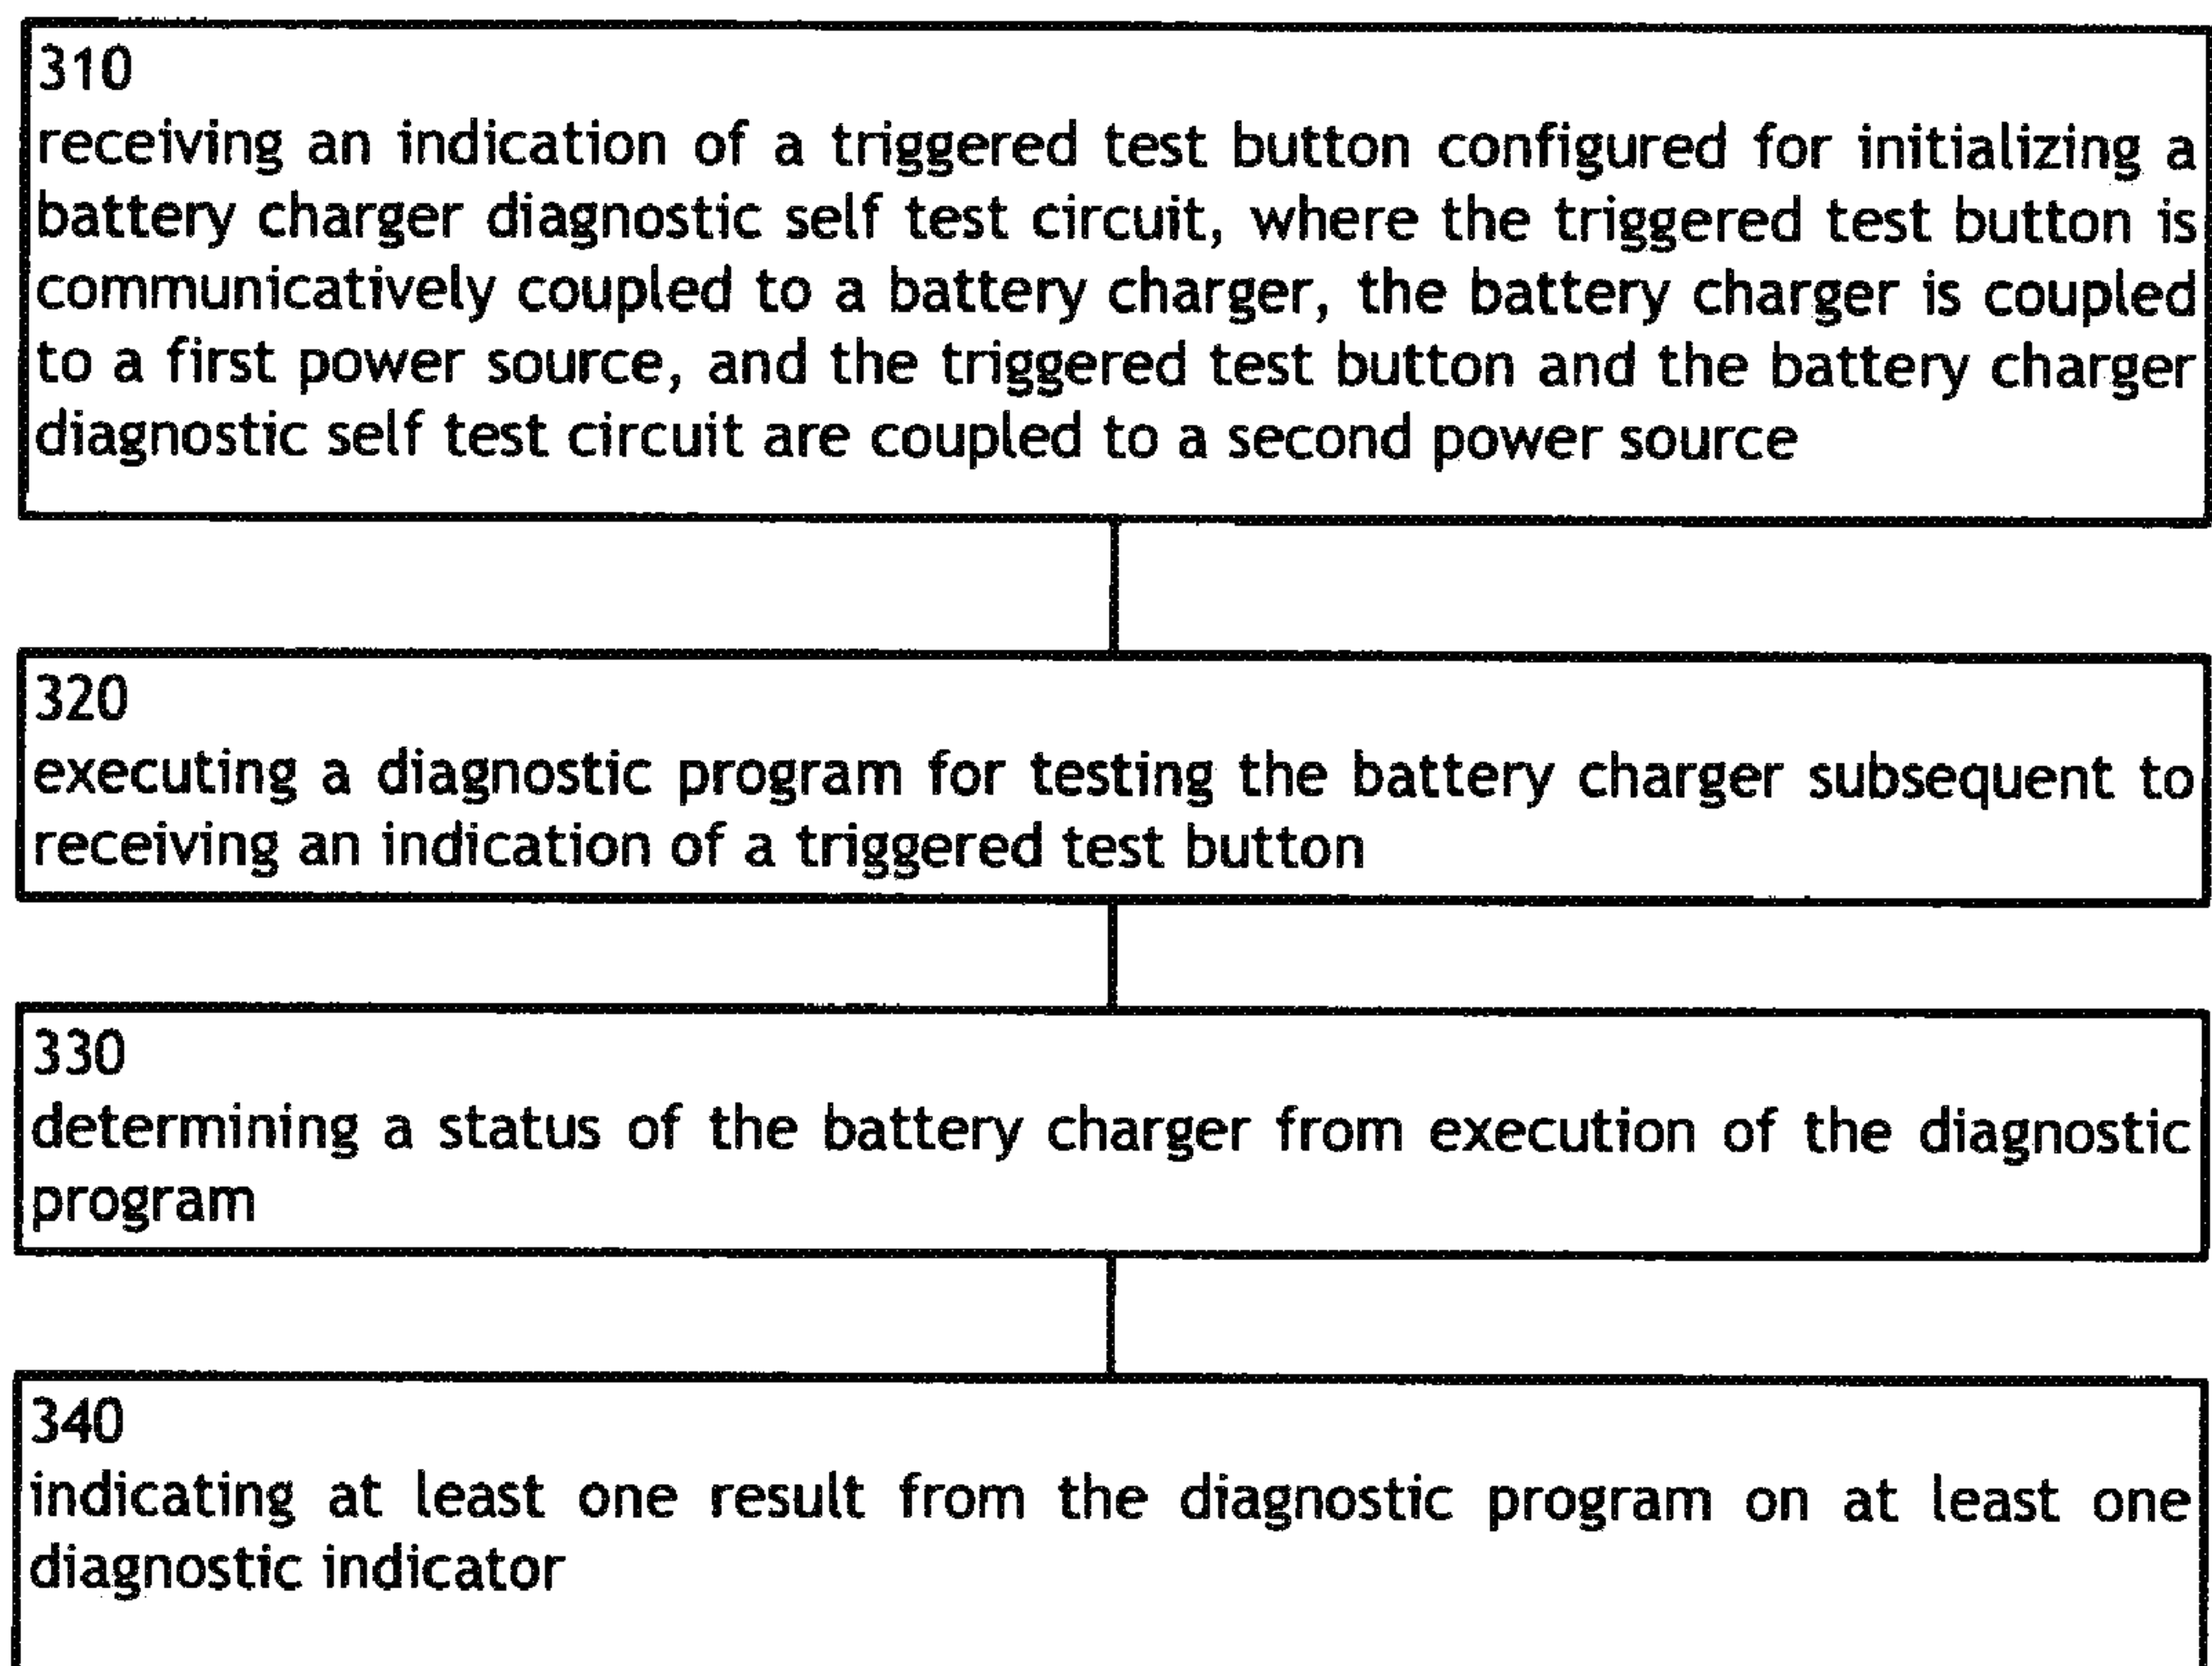 310
receiving an indication of a triggered test button configured for initializing a
battery charger diagnostic self test circuit, where the triggered test button is
communicatively coupled to a battery charger, the battery charger is coupled
to a first power source, and the triggered test button and the battery charger
diagnostic self test circuit are coupled to a second power source
320
executing a diagnostic program for testing the battery charger subsequent to
receiving an indication of a triggered test button
330
determining a status of the battery charger from execution of the diagnostic
program
340
indicating at least one result from the diagnostic program on at least one
diagnostic indicator